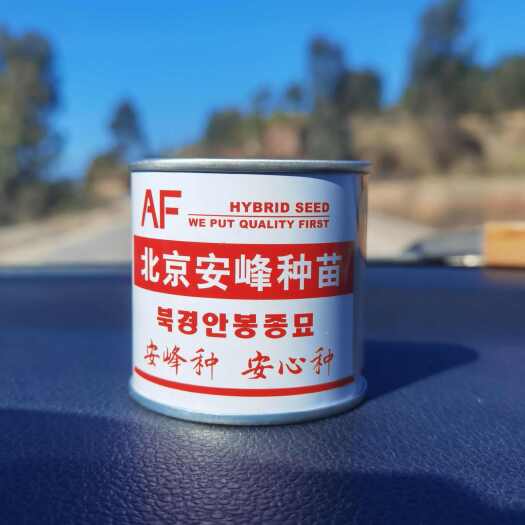 AF
HYBRID SEED
WE PUT QUALITY FIRST
北京安峰种苗
북경안봉종묘
安峰种 安心种